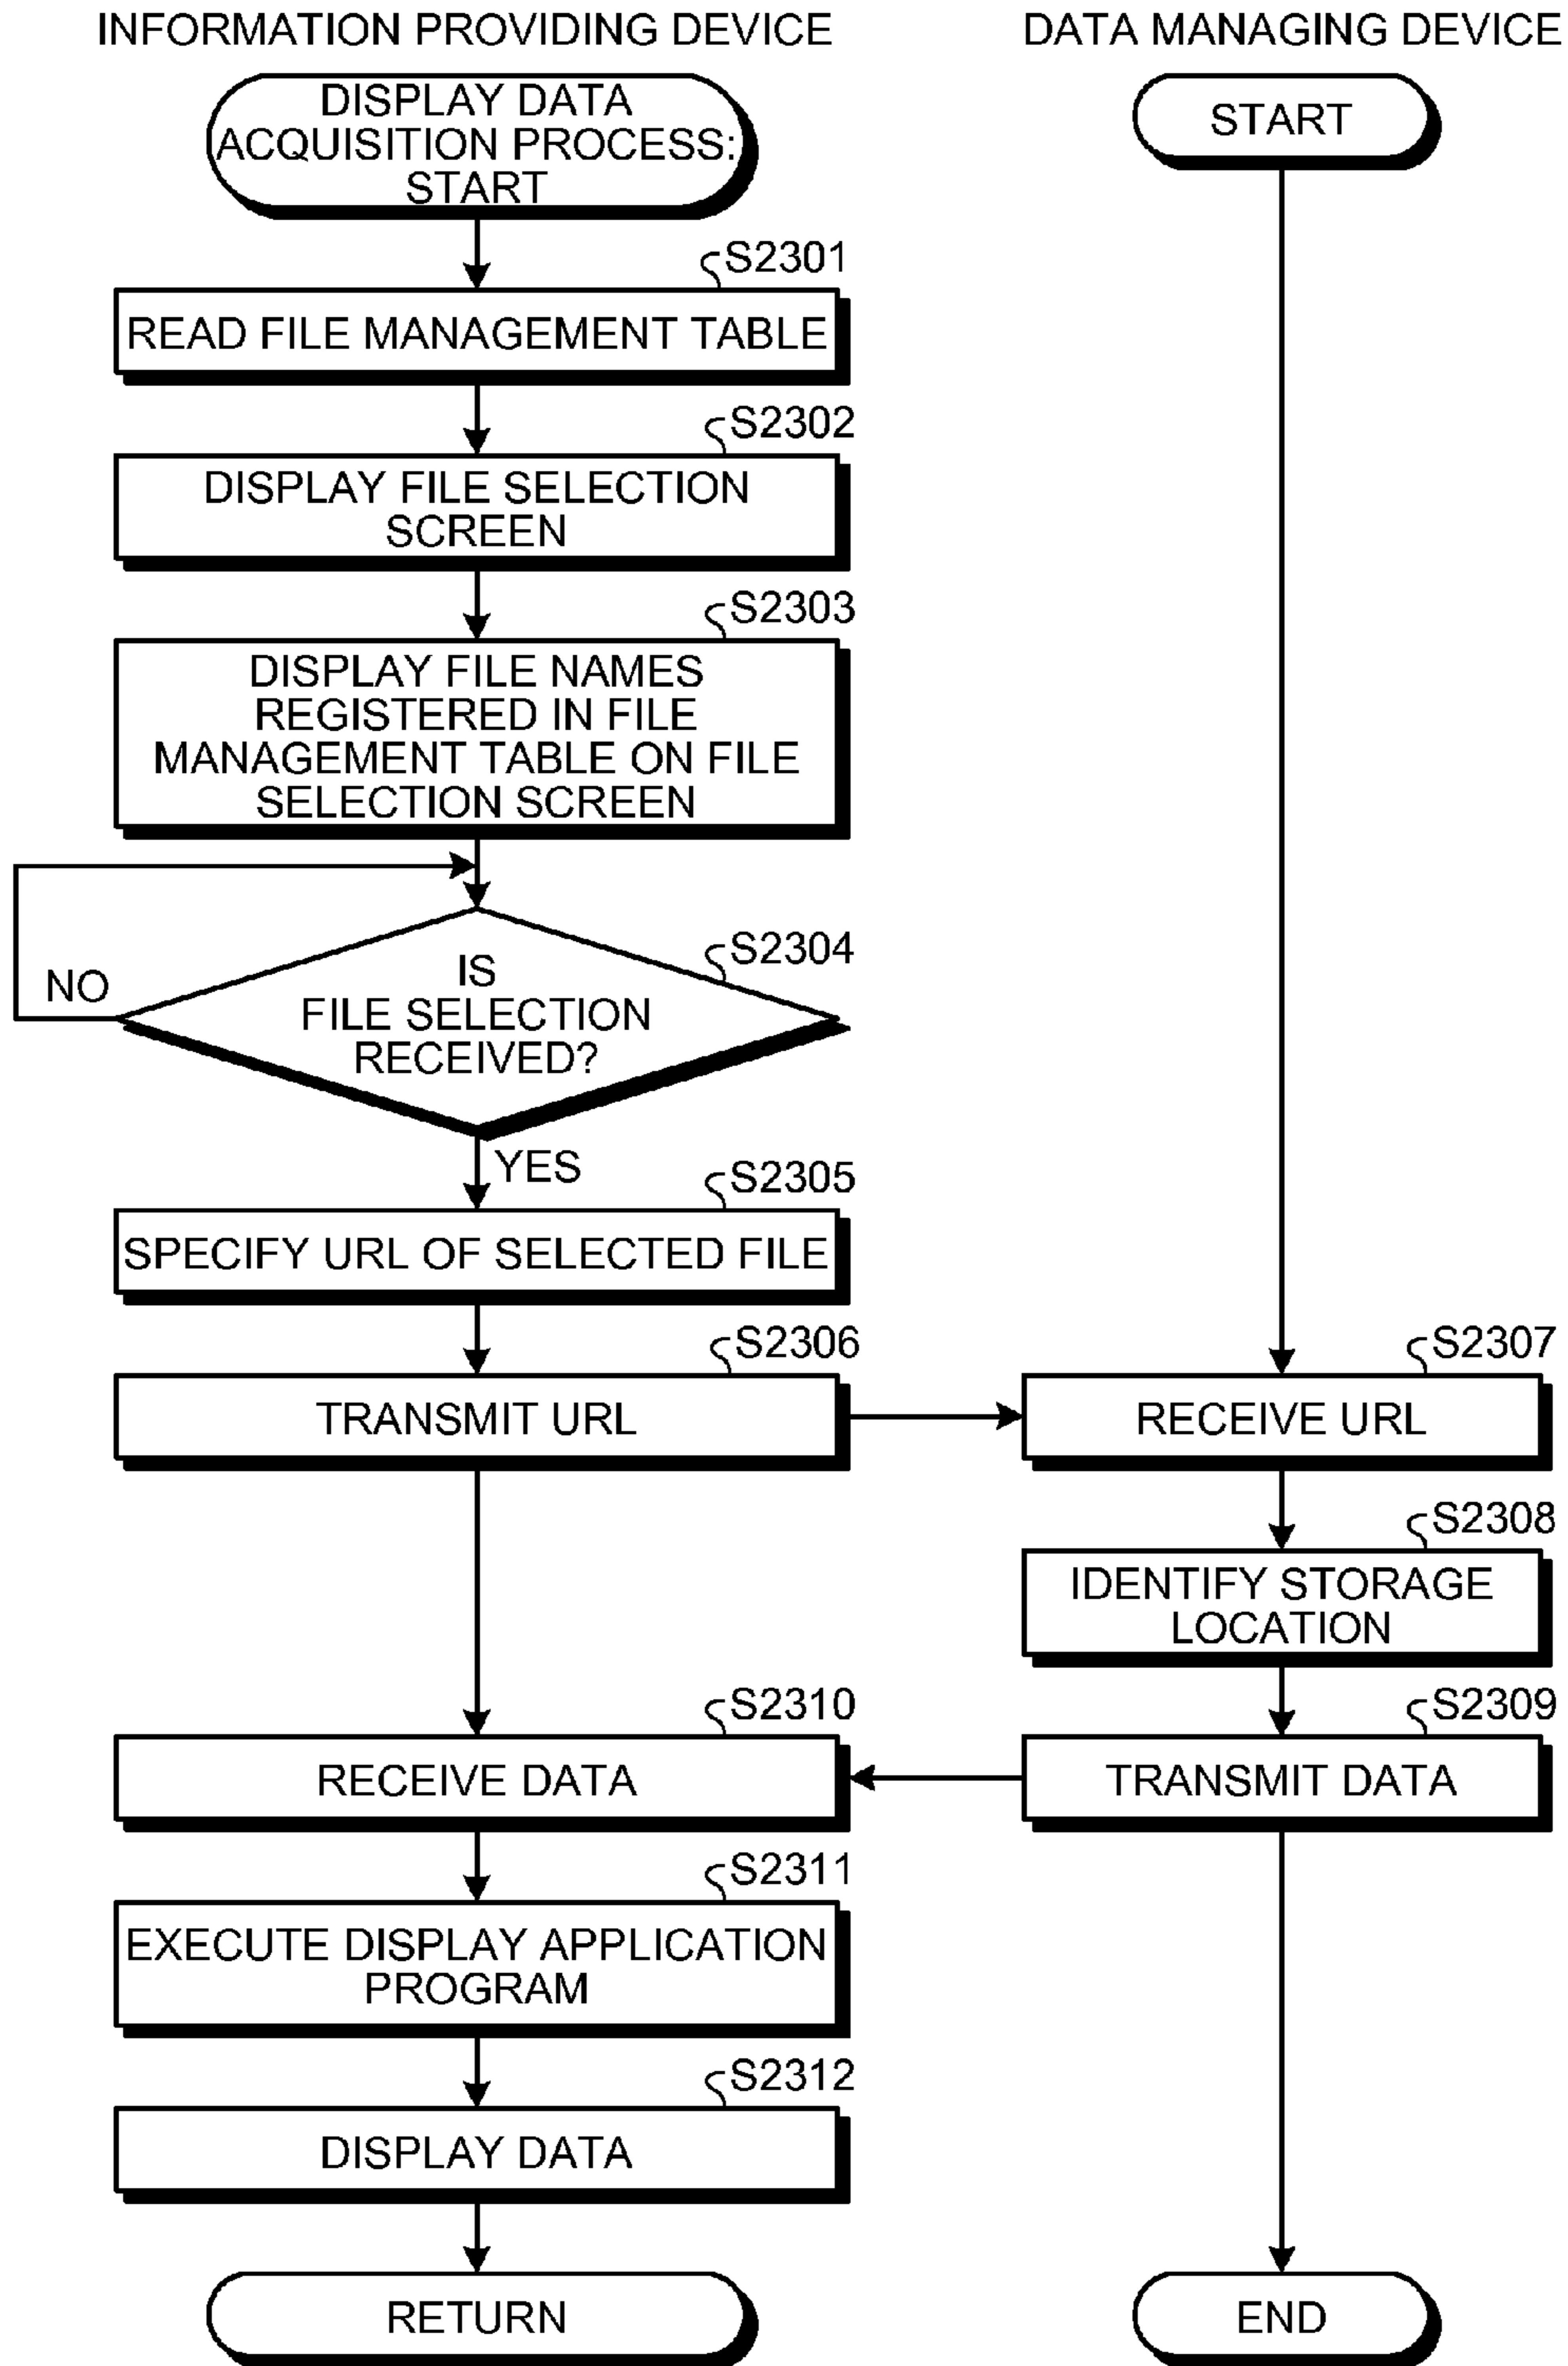 INFORMATION PROVIDING DEVICE
DATA MANAGING DEVICE
DISPLAY DATA
ACQUISITION PROCESS:
START
START
S2301
READ FILE MANAGEMENT TABLE
S2302
DISPLAY FILE SELECTION
SCREEN
S2303
DISPLAY FILE NAMES
REGISTERED IN FILE
MANAGEMENT TABLE ON FILE
SELECTION SCREEN
S2304
NO
IS
FILE SELECTION
RECEIVED?
YES
S2305
SPECIFY URL OF SELECTED FILE
S2306
TRANSMIT URL
S2307
RECEIVE URL
S2308
IDENTIFY STORAGE
LOCATION
S2309
TRANSMIT DATA
S2310
RECEIVE DATA
S2311
EXECUTE DISPLAY APPLICATION
PROGRAM
S2312
DISPLAY DATA
RETURN
END